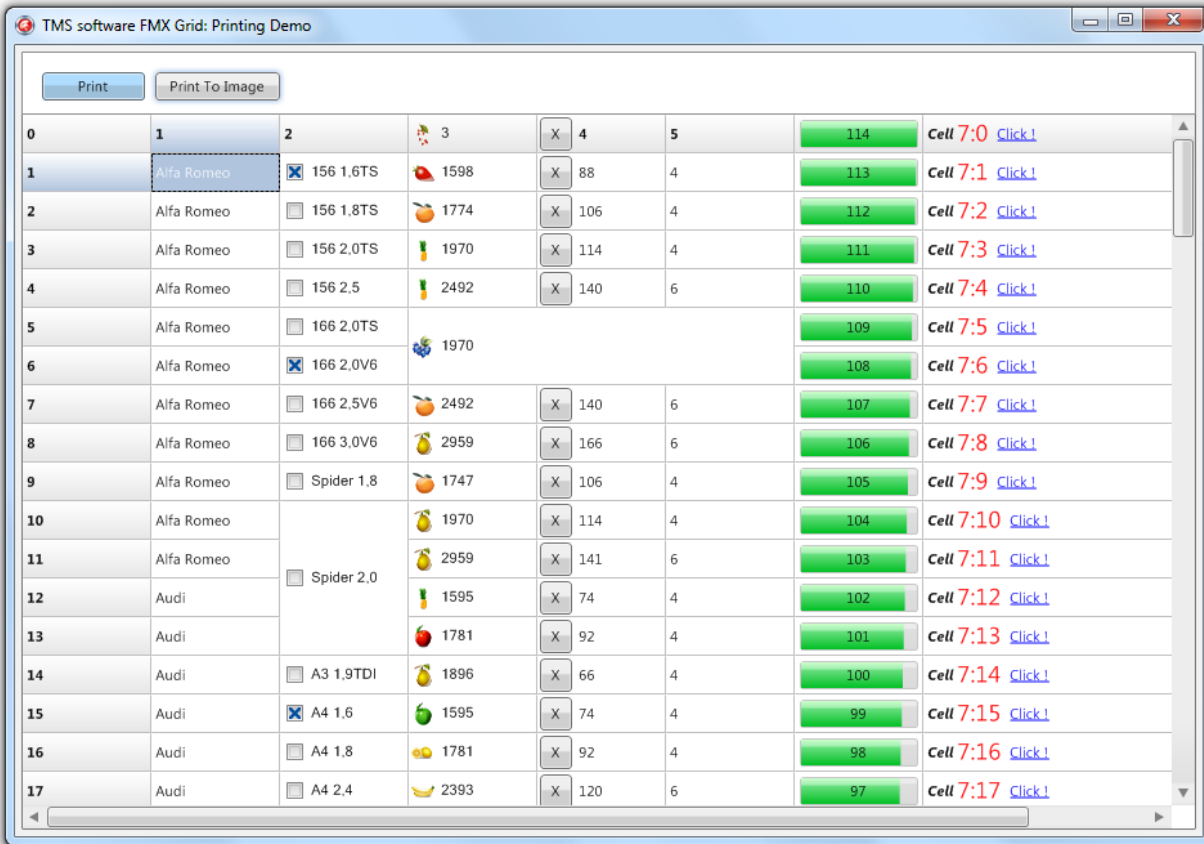 TMS software FMX Grid: Printing Demo
Print Print To Image
0 1 2 3 X 4 5 114 Cell 7:0 Click !
1 Alfa Romeo 156 1,6TS 1598 X 88 4 113 Cell 7:1 Click !
2 Alfa Romeo 156 1,8TS 1774 X 106 4 112 Cell 7:2 Click !
3 Alfa Romeo 156 2,0TS 1970 X 114 4 111 Cell 7:3 Click !
4 Alfa Romeo 156 2,5 2492 X 140 6 110 Cell 7:4 Click !
5 Alfa Romeo 166 2,0TS 1970 109 Cell 7:5 Click !
6 Alfa Romeo 166 2,0V6 108 Cell 7:6 Click !
7 Alfa Romeo 166 2,5V6 2492 X 140 6 107 Cell 7:7 Click !
8 Alfa Romeo 166 3,0V6 2959 X 166 6 106 Cell 7:8 Click !
9 Alfa Romeo Spider 1,8 1747 X 106 4 105 Cell 7:9 Click !
10 Alfa Romeo 1970 X 114 4 104 Cell 7:10 Click !
11 Alfa Romeo Spider 2,0 2959 X 141 6 103 Cell 7:11 Click !
12 Audi 1595 X 74 4 102 Cell 7:12 Click !
13 Audi 1781 X 92 4 101 Cell 7:13 Click !
14 Audi A3 1,9TDI 1896 X 66 4 100 Cell 7:14 Click !
15 Audi A4 1,6 1595 X 74 4 99 Cell 7:15 Click !
16 Audi A4 1,8 1781 X 92 4 98 Cell 7:16 Click !
17 Audi A4 2,4 2393 X 120 6 97 Cell 7:17 Click !